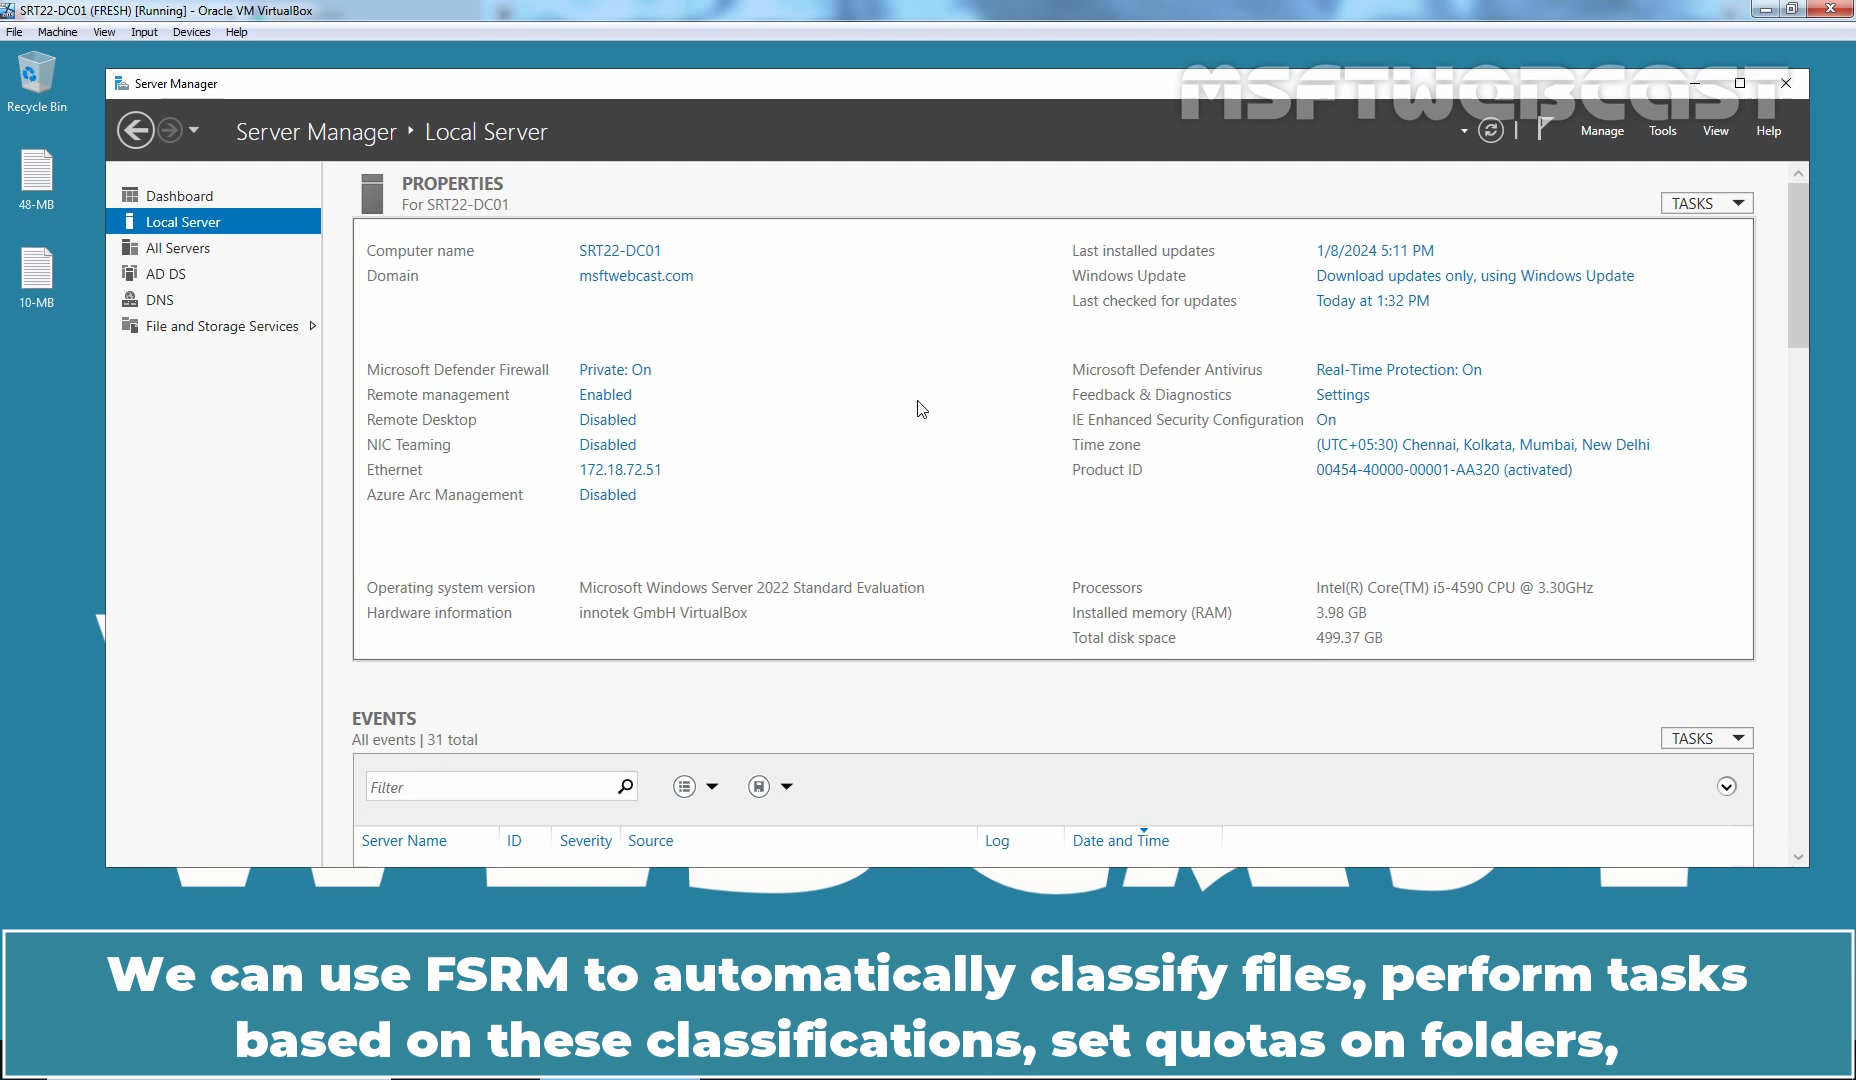 SRT22-DC01 (FRESH) [Running] - Oracle VM VirtualBox
File Machine View Input Devices Help
Recycle Bin
48-MB
10-MB
Server Manager
MSFTWEBCAST
Server Manager Local Server
Manage Tools View Help
Dashboard
Local Server
All Servers
AD DS
DNS
File and Storage Services
PROPERTIES
For SRT22-DC01
TASKS
Computer name SRT22-DC01
Domain msftwebcast.com
Last installed updates 1/8/2024 5:11 PM
Windows Update Download updates only, using Windows Update
Last checked for updates Today at 1:32 PM
Microsoft Defender Firewall Private: On
Remote management Enabled
Remote Desktop Disabled
NIC Teaming Disabled
Ethernet 172.18.72.51
Azure Arc Management Disabled
Microsoft Defender Antivirus Real-Time Protection: On
Feedback & Diagnostics Settings
IE Enhanced Security Configuration On
Time zone (UTC+05:30) Chennai, Kolkata, Mumbai, New Delhi
Product ID 00454-40000-00001-AA320 (activated)
Operating system version Microsoft Windows Server 2022 Standard Evaluation
Hardware information innotek GmbH VirtualBox
Processors Intel(R) Core(TM) i5-4590 CPU @ 3.30GHz
Installed memory (RAM) 3.98 GB
Total disk space 499.37 GB
EVENTS
All events | 31 total
TASKS
Filter
Server Name ID Severity Source Log Date and Time
We can use FSRM to automatically classify files, perform tasks
based on these classifications, set quotas on folders,